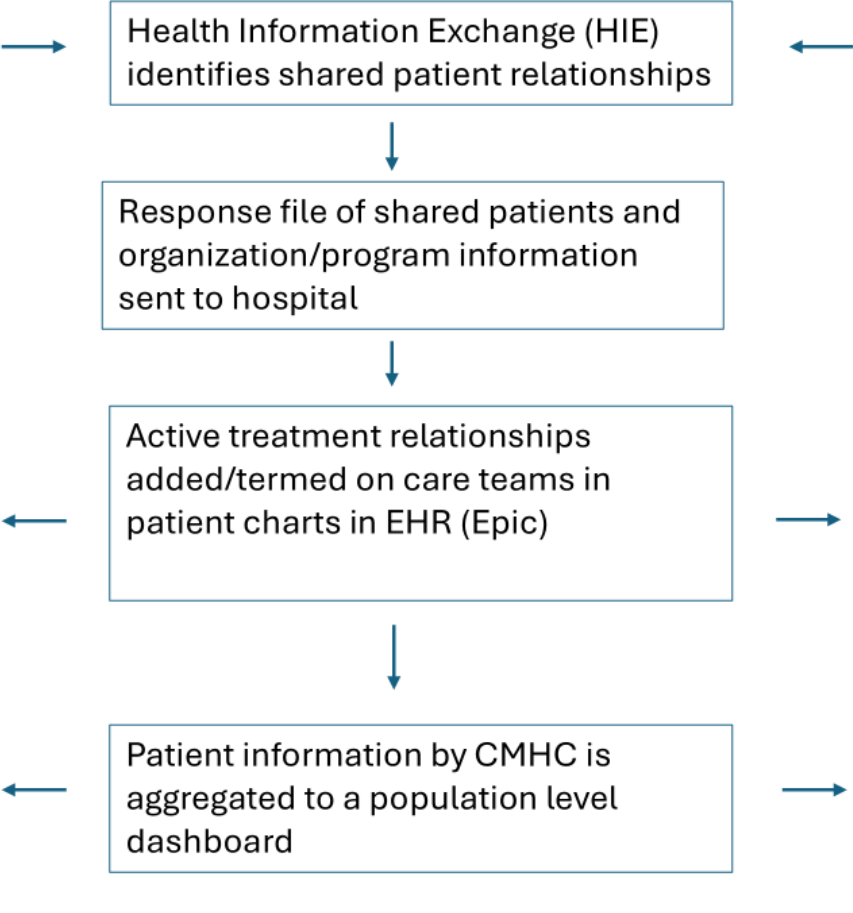 Health Information Exchange (HIE)
identifies shared patient relationships
Response file of shared patients and
organization/program information
sent to hospital
Active treatment relationships
added/termed on care teams in
patient charts in EHR (Epic)
Patient information by CMHC is
aggregated to a population level
dashboard